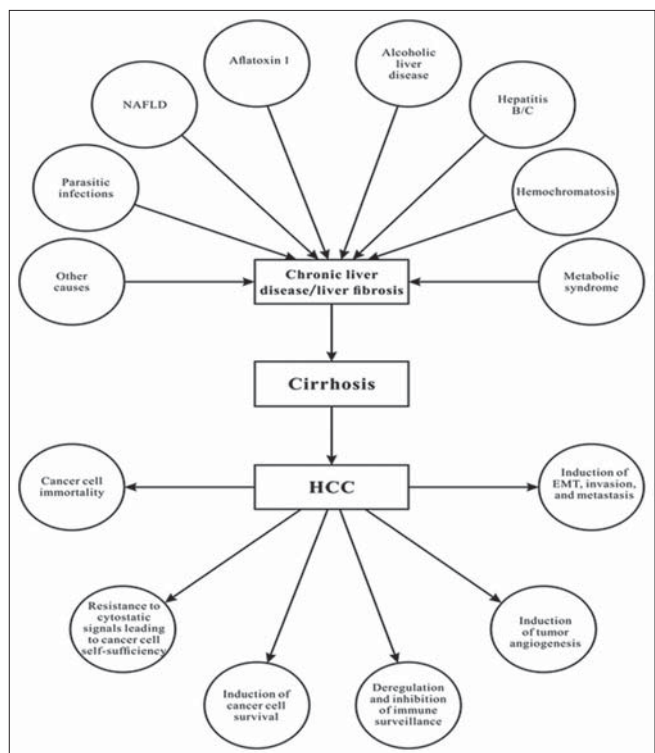 Aflatoxin 1
Alcoholic
liver
disease
NAFLD
Hepatitis
B/C
Parasitic
infections
Hemochromatosis
Other
causes
Chronic liver
disease/liver fibrosis
Metabolic
syndrome
Cirrhosis
Cancer cell
immortality
HCC
Induction of
EMT, invasion,
and metastasis
Resistance to
cytostatic
signals leading
to cancer cell
self-sufficiency
Induction
of tumor
angiogenesis
Induction of
cancer cell
survival
Deregulation
and inhibition
of immune
surveillance